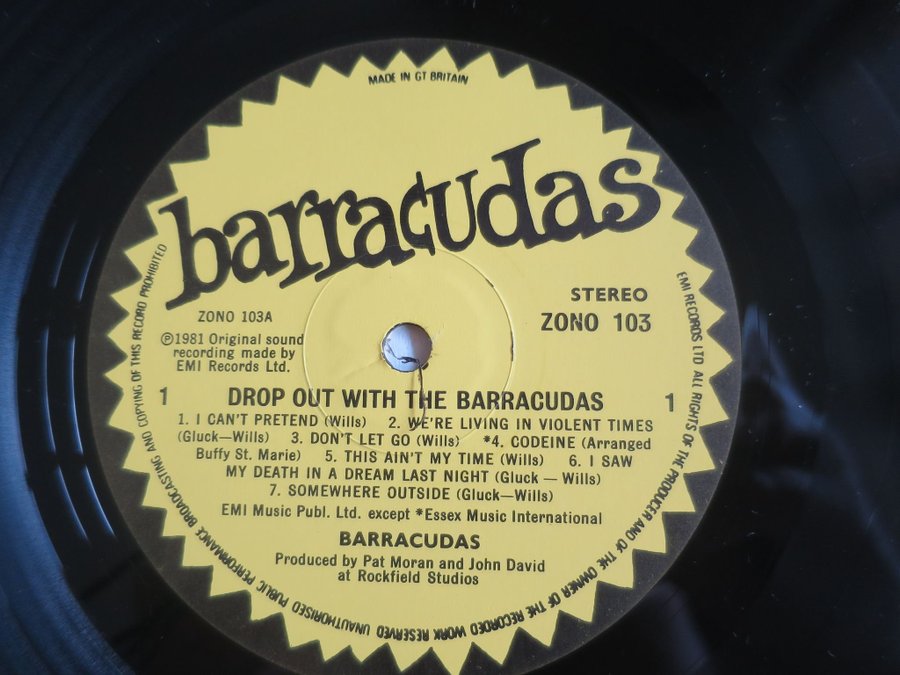 MADE IN GT BRITAIN
barracudas
STEREO
ZONO 103A
ZONO 103
℗1981 Original sound
recording made by
EMI Records Ltd.
1
1
DROP OUT WITH THE BARRACUDAS
1. I CAN'T PRETEND (Wills) 2. WE'RE LIVING IN VIOLENT TIMES
(Gluck—Wills) 3. DON'T LET GO (Wills) *4. CODEINE (Arranged
Buffy St. Marie) 5. THIS AIN'T MY TIME (Wills) 6. I SAW
MY DEATH IN A DREAM LAST NIGHT (Gluck — Wills)
7. SOMEWHERE OUTSIDE (Gluck—Wills)
EMI Music Publ. Ltd. except *Essex Music International
BARRACUDAS
Produced by Pat Moran and John David
at Rockfield Studios
EMI RECORDS LTD ALL RIGHTS OF THE PRODUCER AND OF THE OWNER OF THE RECORDED WORK RESERVED UNAUTHORISED PUBLIC PERFORMANCE BROADCASTING AND COPYING OF THIS RECORD PROHIBITED